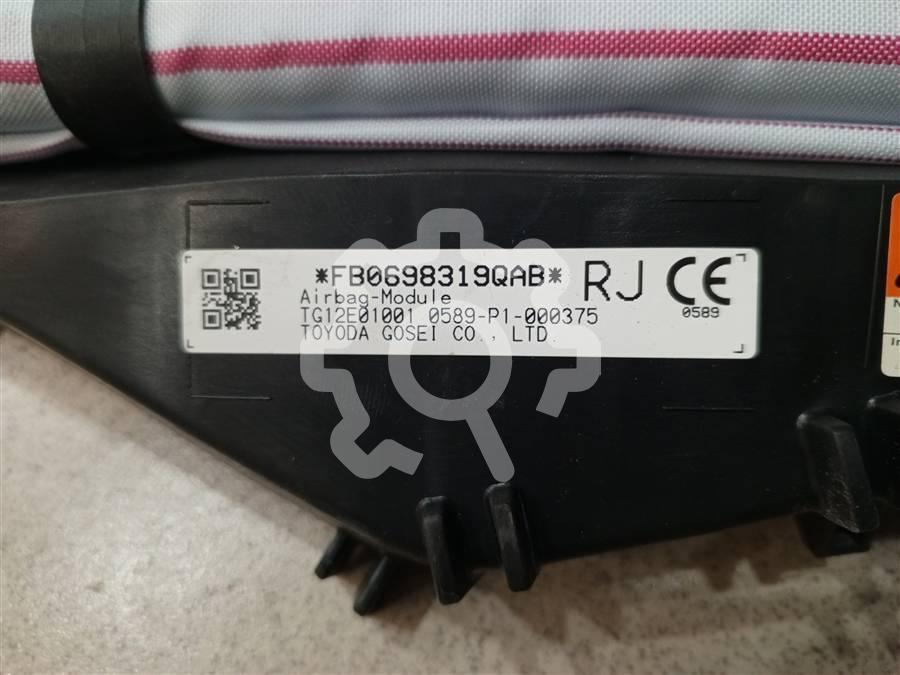 *FB0698319QAB* RJ CE
Airbag-Module
TG12E01001 0589-P1-000375
TOYODA GOSEI CO., LTD.
0589